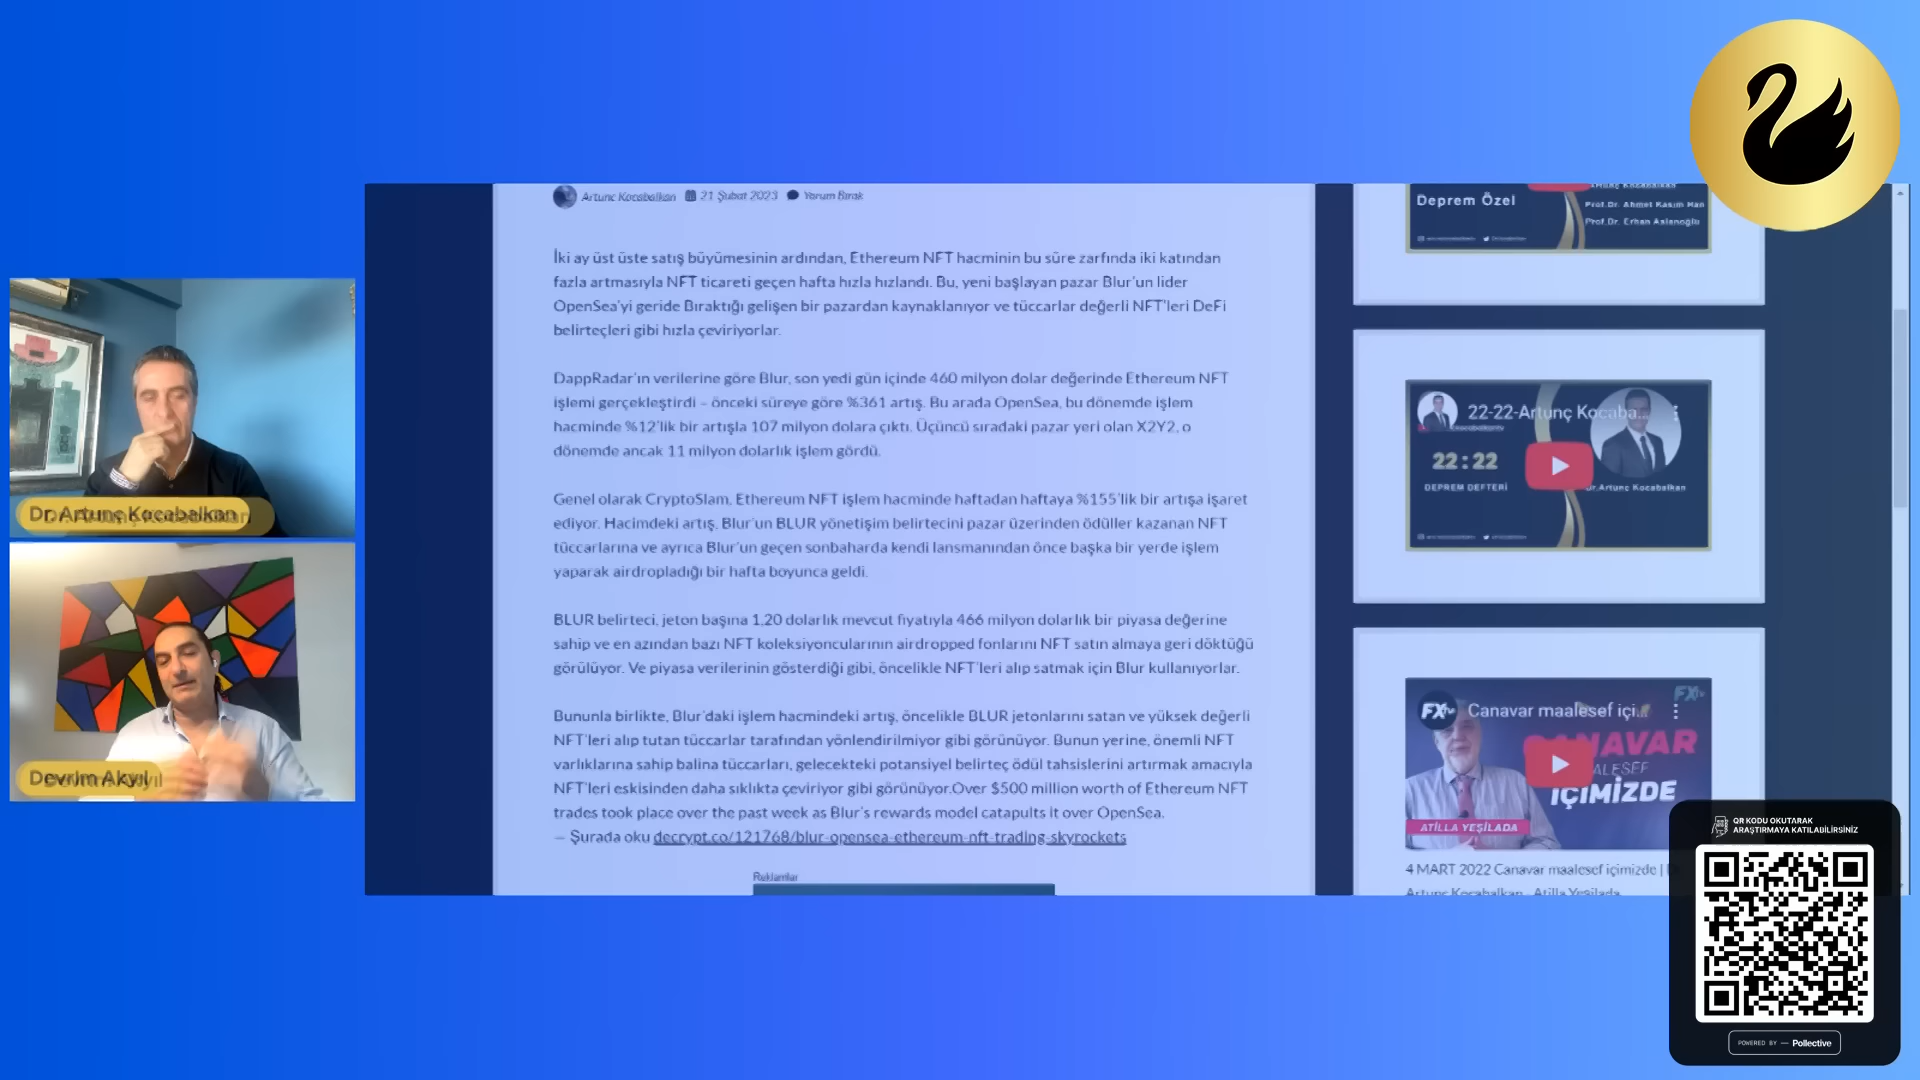 Artunç Kocabalkan 21 Şubat 2023 Yorum Bırak
İki ay üst üste satış büyümesinin ardından, Ethereum NFT hacminin bu süre zarfında iki katından
fazla artmasıyla NFT ticareti geçen hafta hızla hızlandı. Bu, yeni başlayan pazar Blur'un lider
OpenSea'yi geride Bıraktığı gelişen bir pazardan kaynaklanıyor ve tüccarlar değerli NFT'leri DeFi
belirteçleri gibi hızla çeviriyorlar.
DappRadar'ın verilerine göre Blur, son yedi gün içinde 460 milyon dolar değerinde Ethereum NFT
işlemi gerçekleştirdi – önceki süreye göre %361 artış. Bu arada OpenSea, bu dönemde işlem
hacminde %12'lik bir artışla 107 milyon dolara çıktı. Üçüncü sıradaki pazar yeri olan X2Y2, o
dönemde ancak 11 milyon dolarlık işlem gördü.
Genel olarak CryptoSlam, Ethereum NFT işlem hacminde haftadan haftaya %155'lik bir artışa işaret
ediyor. Hacimdeki artış, Blur'un BLUR yönetişim belirtecini pazar üzerinden ödüller kazanan NFT
tüccarlarına ve ayrıca Blur'un geçen sonbaharda kendi lansmanından önce başka bir yerde işlem
yaparak airdropladığı bir hafta boyunca geldi.
BLUR belirteci, jeton başına 1,20 dolarlık mevcut fiyatıyla 466 milyon dolarlık bir piyasa değerine
sahip ve en azından bazı NFT koleksiyoncularının airdropped fonlarını NFT satın almaya geri döktüğü
görülüyor. Ve piyasa verilerinin gösterdiği gibi, öncelikle NFT'leri alıp satmak için Blur kullanıyorlar.
Bununla birlikte, Blur'daki işlem hacmindeki artış, öncelikle BLUR jetonlarını satan ve yüksek değerli
NFT'leri alıp tutan tüccarlar tarafından yönlendirilmiyor gibi görünüyor. Bunun yerine, önemli NFT
varlıklarına sahip balina tüccarları, gelecekteki potansiyel belirteç ödül tahsislerini artırmak amacıyla
NFT'leri eskisinden daha sıklıkta çeviriyor gibi görünüyor.Over $500 million worth of Ethereum NFT
trades took place over the past week as Blur's rewards model catapults it over OpenSea.
— Şurada oku decrypt.co/121768/blur-opensea-ethereum-nft-trading-skyrockets
Reklamlar
Dr. Artunç Kocabalkan
Devrim Akyıl
Deprem Özel
Artunç Kocabalkan
Prof.Dr. Ahmet Kasım Han
Prof.Dr. Erhan Aslanoğlu
22-22-Artunç Kocaba...
22:22
DEPREM DEFTERİ
Dr.Artunç Kocabalkan
FXtv
Canavar maalesef içi...
FXtv
CANAVAR
MAALESEF
İÇİMİZDE
ATİLLA YEŞİLADA
4 MART 2022 Canavar maalesef içimizde |
Artunç Kocabalkan - Atilla Yeşilada
QR KODU OKUTARAK
ARAŞTIRMAYA KATILABİLİRSİNİZ
POWERED BY — Pollective